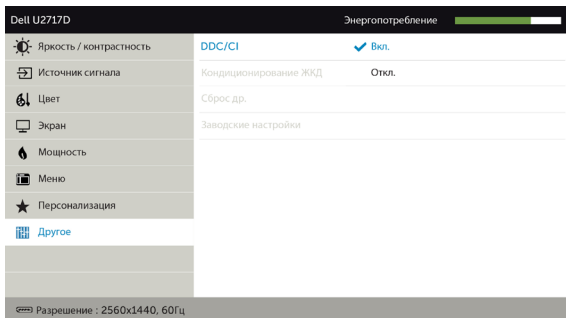 Dell U2717D
Энергопотребление
Яркость / контрастность
DDC/CI
Вкл.
Источник сигнала
Кондиционирование ЖКД
Откл.
Цвет
Сброс др.
Экран
Заводские настройки
Мощность
Меню
Персонализация
Другое
Разрешение : 2560x1440, 60Гц